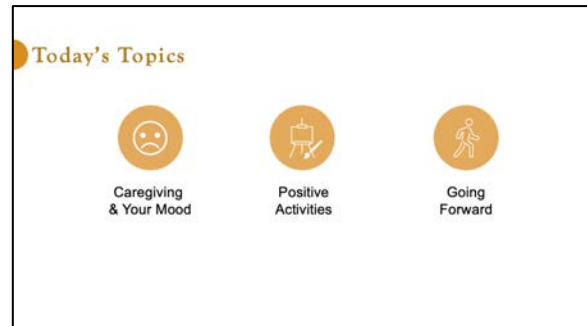 Today's Topics
Caregiving
& Your Mood
Positive
Activities
Going
Forward